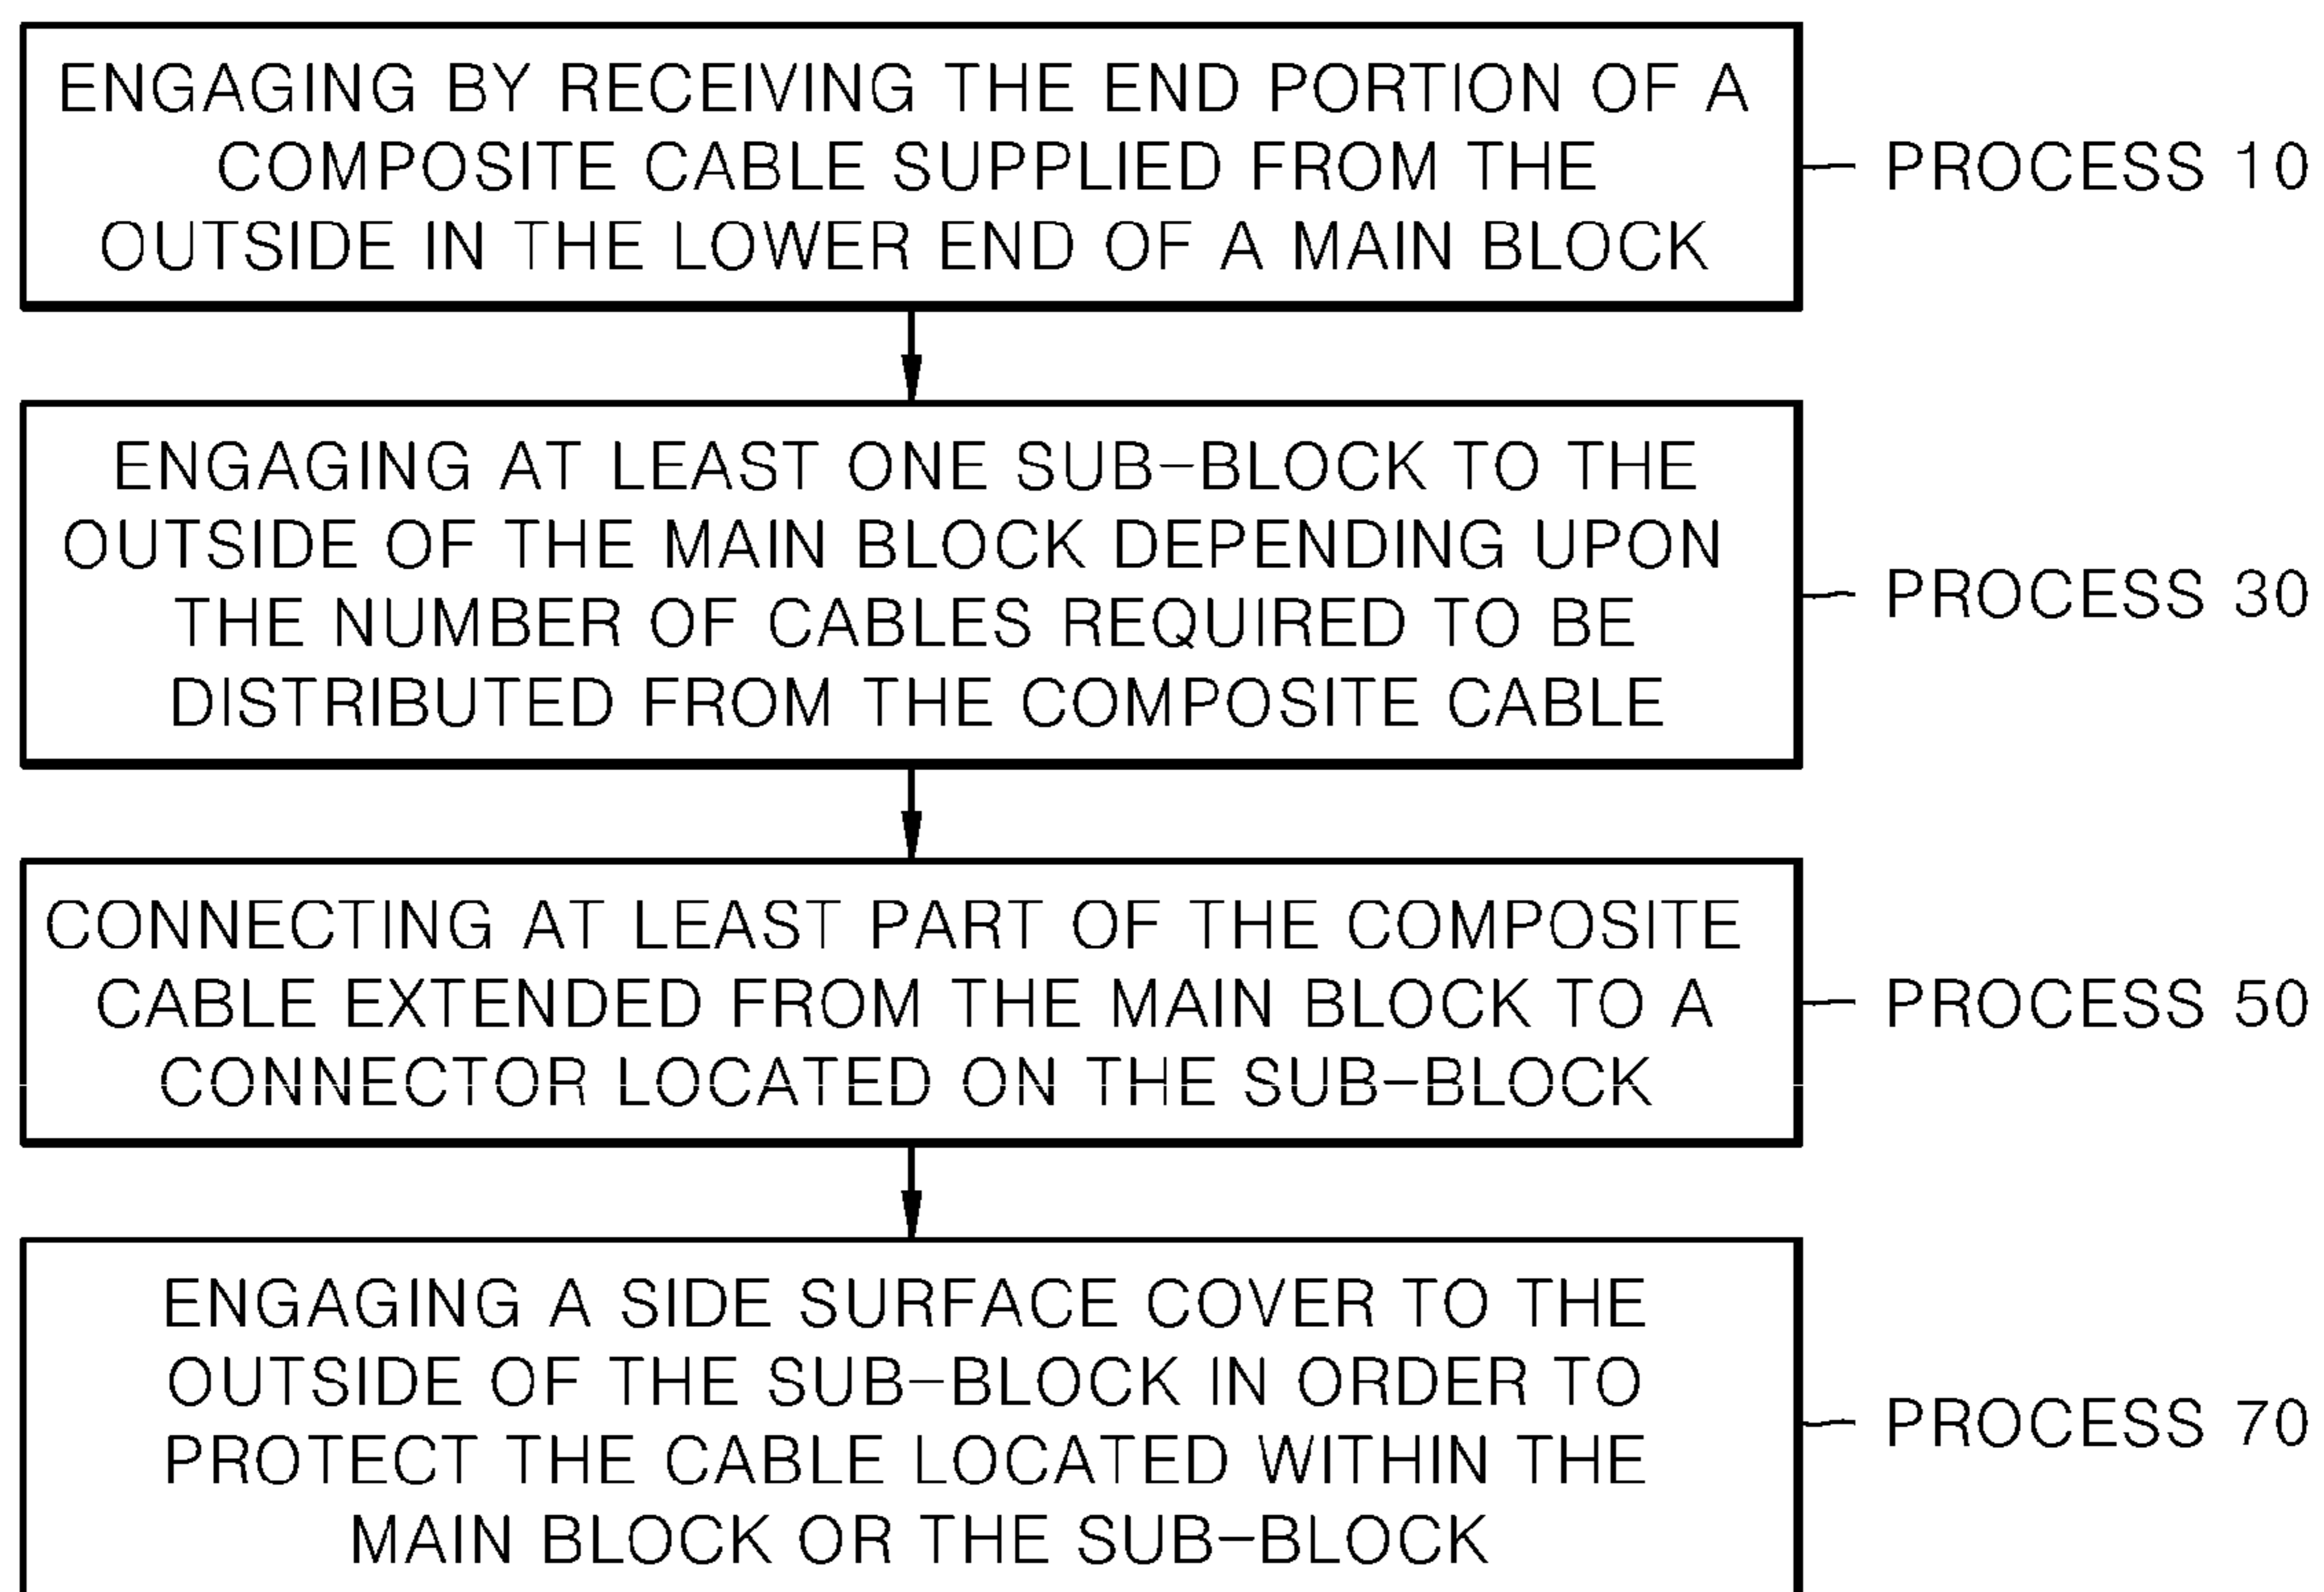 ENGAGING BY RECEIVING THE END PORTION OF A
COMPOSITE CABLE SUPPLIED FROM THE
OUTSIDE IN THE LOWER END OF A MAIN BLOCK
PROCESS 10
ENGAGING AT LEAST ONE SUB-BLOCK TO THE
OUTSIDE OF THE MAIN BLOCK DEPENDING UPON
THE NUMBER OF CABLES REQUIRED TO BE
DISTRIBUTED FROM THE COMPOSITE CABLE
PROCESS 30
CONNECTING AT LEAST PART OF THE COMPOSITE
CABLE EXTENDED FROM THE MAIN BLOCK TO A
CONNECTOR LOCATED ON THE SUB-BLOCK
PROCESS 50
ENGAGING A SIDE SURFACE COVER TO THE
OUTSIDE OF THE SUB-BLOCK IN ORDER TO
PROTECT THE CABLE LOCATED WITHIN THE
MAIN BLOCK OR THE SUB-BLOCK
PROCESS 70